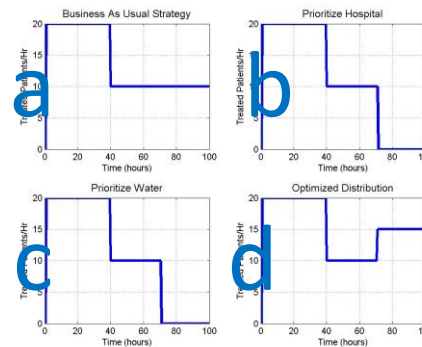 Business As Usual Strategy
20
15
10
5
0
Treated Patients/Hr
0 20 40 60 80 100
Time (hours)
a
Prioritize Hospital
20
15
10
5
0
Treated Patients/Hr
0 20 40 60 80
Time (hours)
b
Prioritize Water
20
15
10
5
0
Treated Patients/Hr
0 20 40 60 80 100
Time (hours)
c
Optimized Distribution
20
15
10
5
0
Treated Patients/Hr
0 20 40 60 80
Time (hours)
d